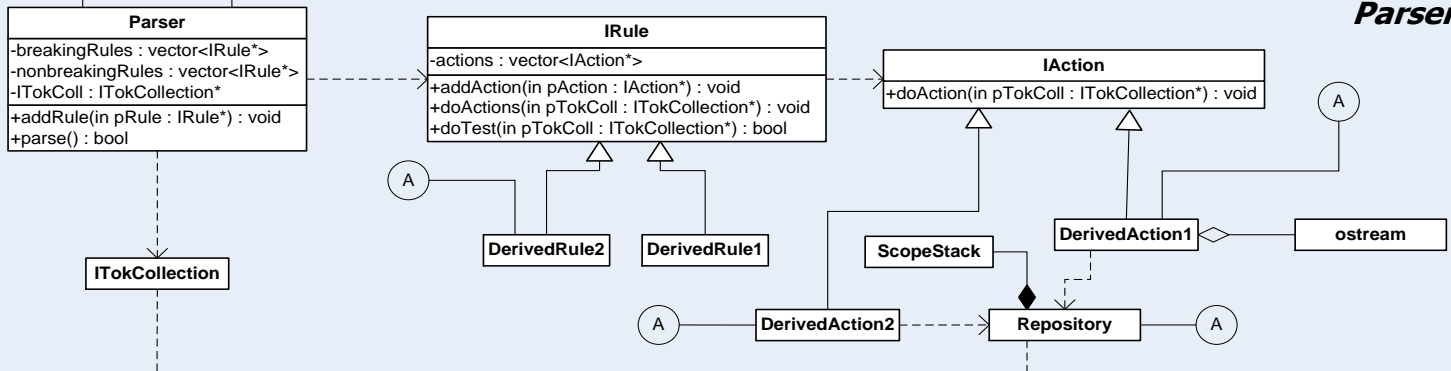 Parser
Parser
-breakingRules : vector<IRule*>
-nonbreakingRules : vector<IRule*>
-ITokColl : ITokCollection*
+addRule(in pRule : IRule*) : void
+parse() : bool
IRule
-actions : vector<IAction*>
+addAction(in pAction : IAction*) : void
+doActions(in pTokColl : ITokCollection*) : void
+doTest(in pTokColl : ITokCollection*) : bool
IAction
+doAction(in pTokColl : ITokCollection*) : void
A
A
DerivedRule2
DerivedRule1
DerivedAction1
ostream
ScopeStack
ITokCollection
A
DerivedAction2
Repository
A